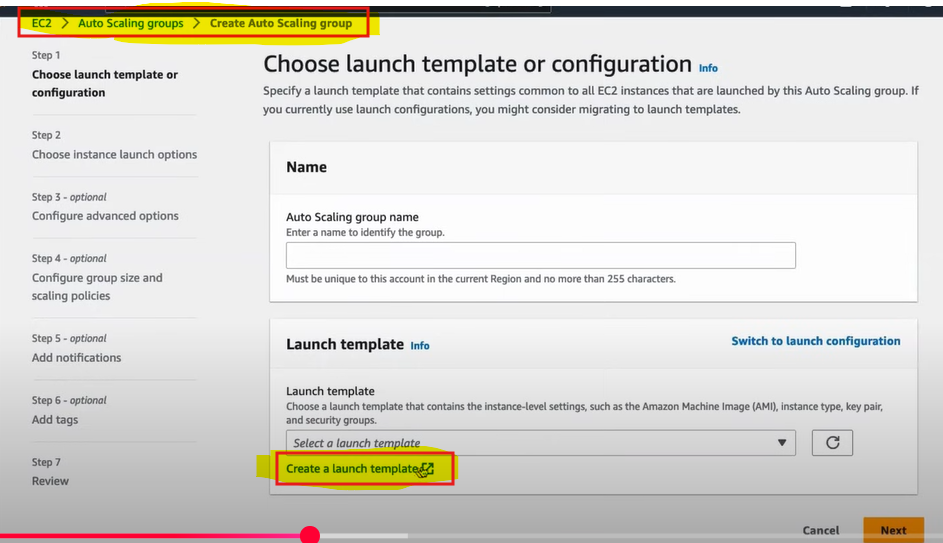 EC2 > Auto Scaling groups > Create Auto Scaling group
Step 1
Choose launch template or
configuration
Step 2
Choose instance launch options
Step 3 - optional
Configure advanced options
Step 4 - optional
Configure group size and
scaling policies
Step 5 - optional
Add notifications
Step 6 - optional
Add tags
Step 7
Review
Choose launch template or configuration Info
Specify a launch template that contains settings common to all EC2 instances that are launched by this Auto Scaling group. If
you currently use launch configurations, you might consider migrating to launch templates.
Name
Auto Scaling group name
Enter a name to identify the group.
Must be unique to this account in the current Region and no more than 255 characters.
Launch template Info
Switch to launch configuration
Launch template
Choose a launch template that contains the instance-level settings, such as the Amazon Machine Image (AMI), instance type, key pair,
and security groups.
Select a launch template
Create a launch template
Cancel
Next